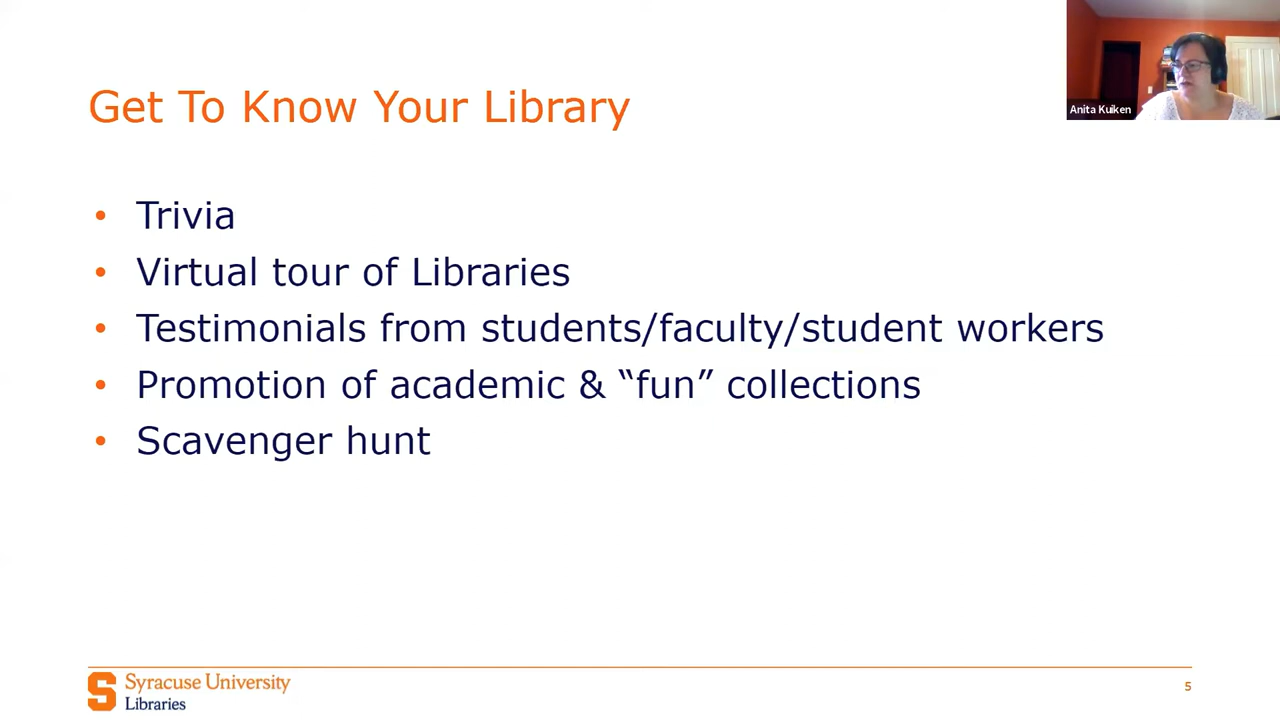 Get To Know Your Library
Anita Kuiken
• Trivia
• Virtual tour of Libraries
• Testimonials from students/faculty/student workers
• Promotion of academic & “fun” collections
• Scavenger hunt
S Syracuse University
Libraries
5